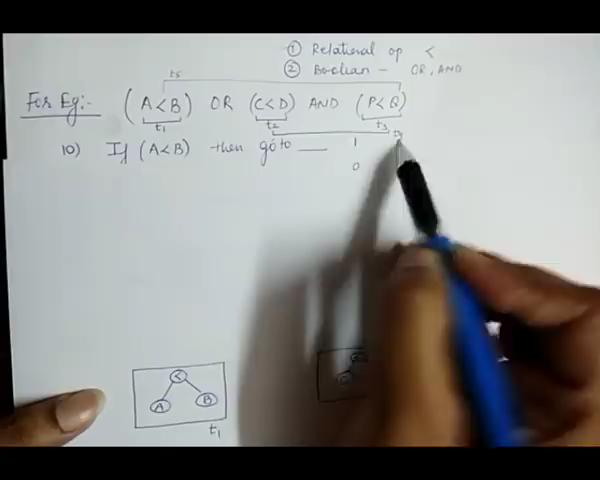 ① Relational op <
② Boolian - OR, AND
t5
For Eg:- (A<B) OR (C<D) AND (P<Q)
t1 t2 t3 t4
10) If (A<B) then goto ___ 1
0
<
A B
t1